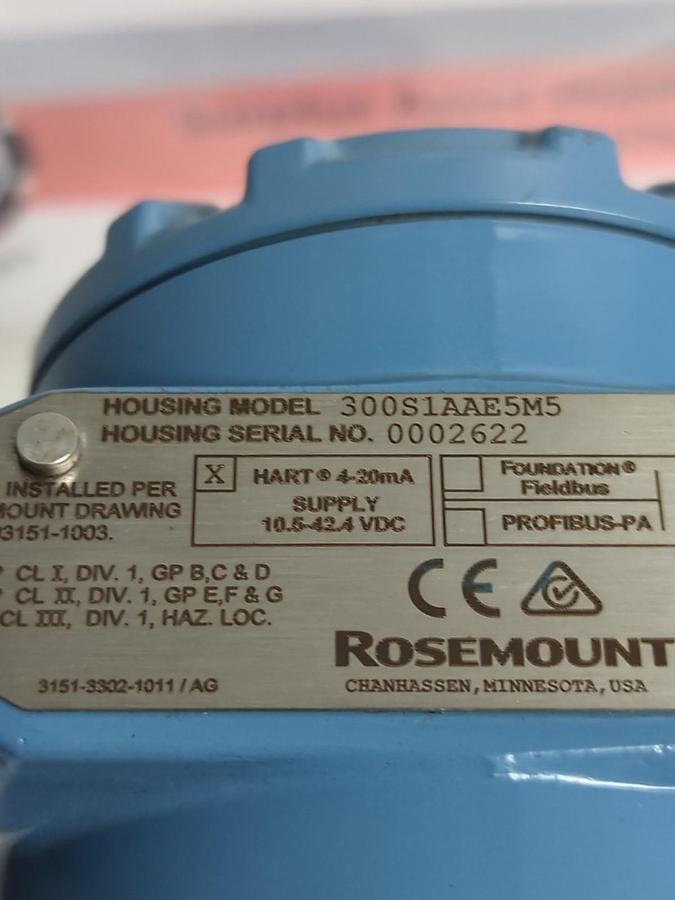 HOUSING MODEL 300S1AAE5M5
HOUSING SERIAL NO. 0002622
INSTALLED PER
MOUNT DRAWING
03151-1003.
X
HART® 4-20mA
SUPPLY
10.5-42.4 VDC
FOUNDATION®
Fieldbus
PROFIBUS-PA
CL I, DIV. 1, GP B,C & D
CL II, DIV. 1, GP E,F & G
CL III, DIV. 1, HAZ. LOC.
CE
ROSEMOUNT
CHANHASSEN, MINNESOTA, USA
3151-3302-1011 / AG